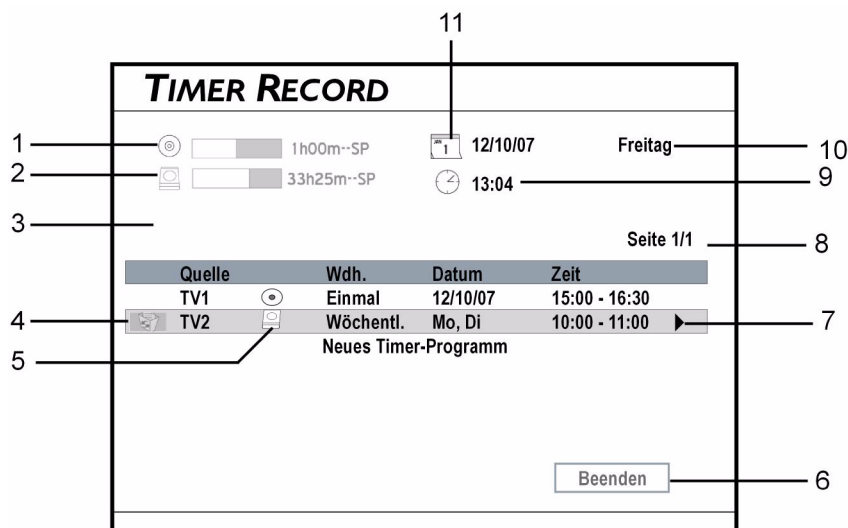 11
TIMER RECORD
1
1h00m--SP
12/10/07
Freitag
10
2
33h25m--SP
13:04
9
3
Seite 1/1
8
Quelle Wdh. Datum Zeit
TV1 Einmal 12/10/07 15:00 - 16:30
4
TV2 Wöchentl. Mo, Di 10:00 - 11:00
7
5
Neues Timer-Programm
Beenden
6